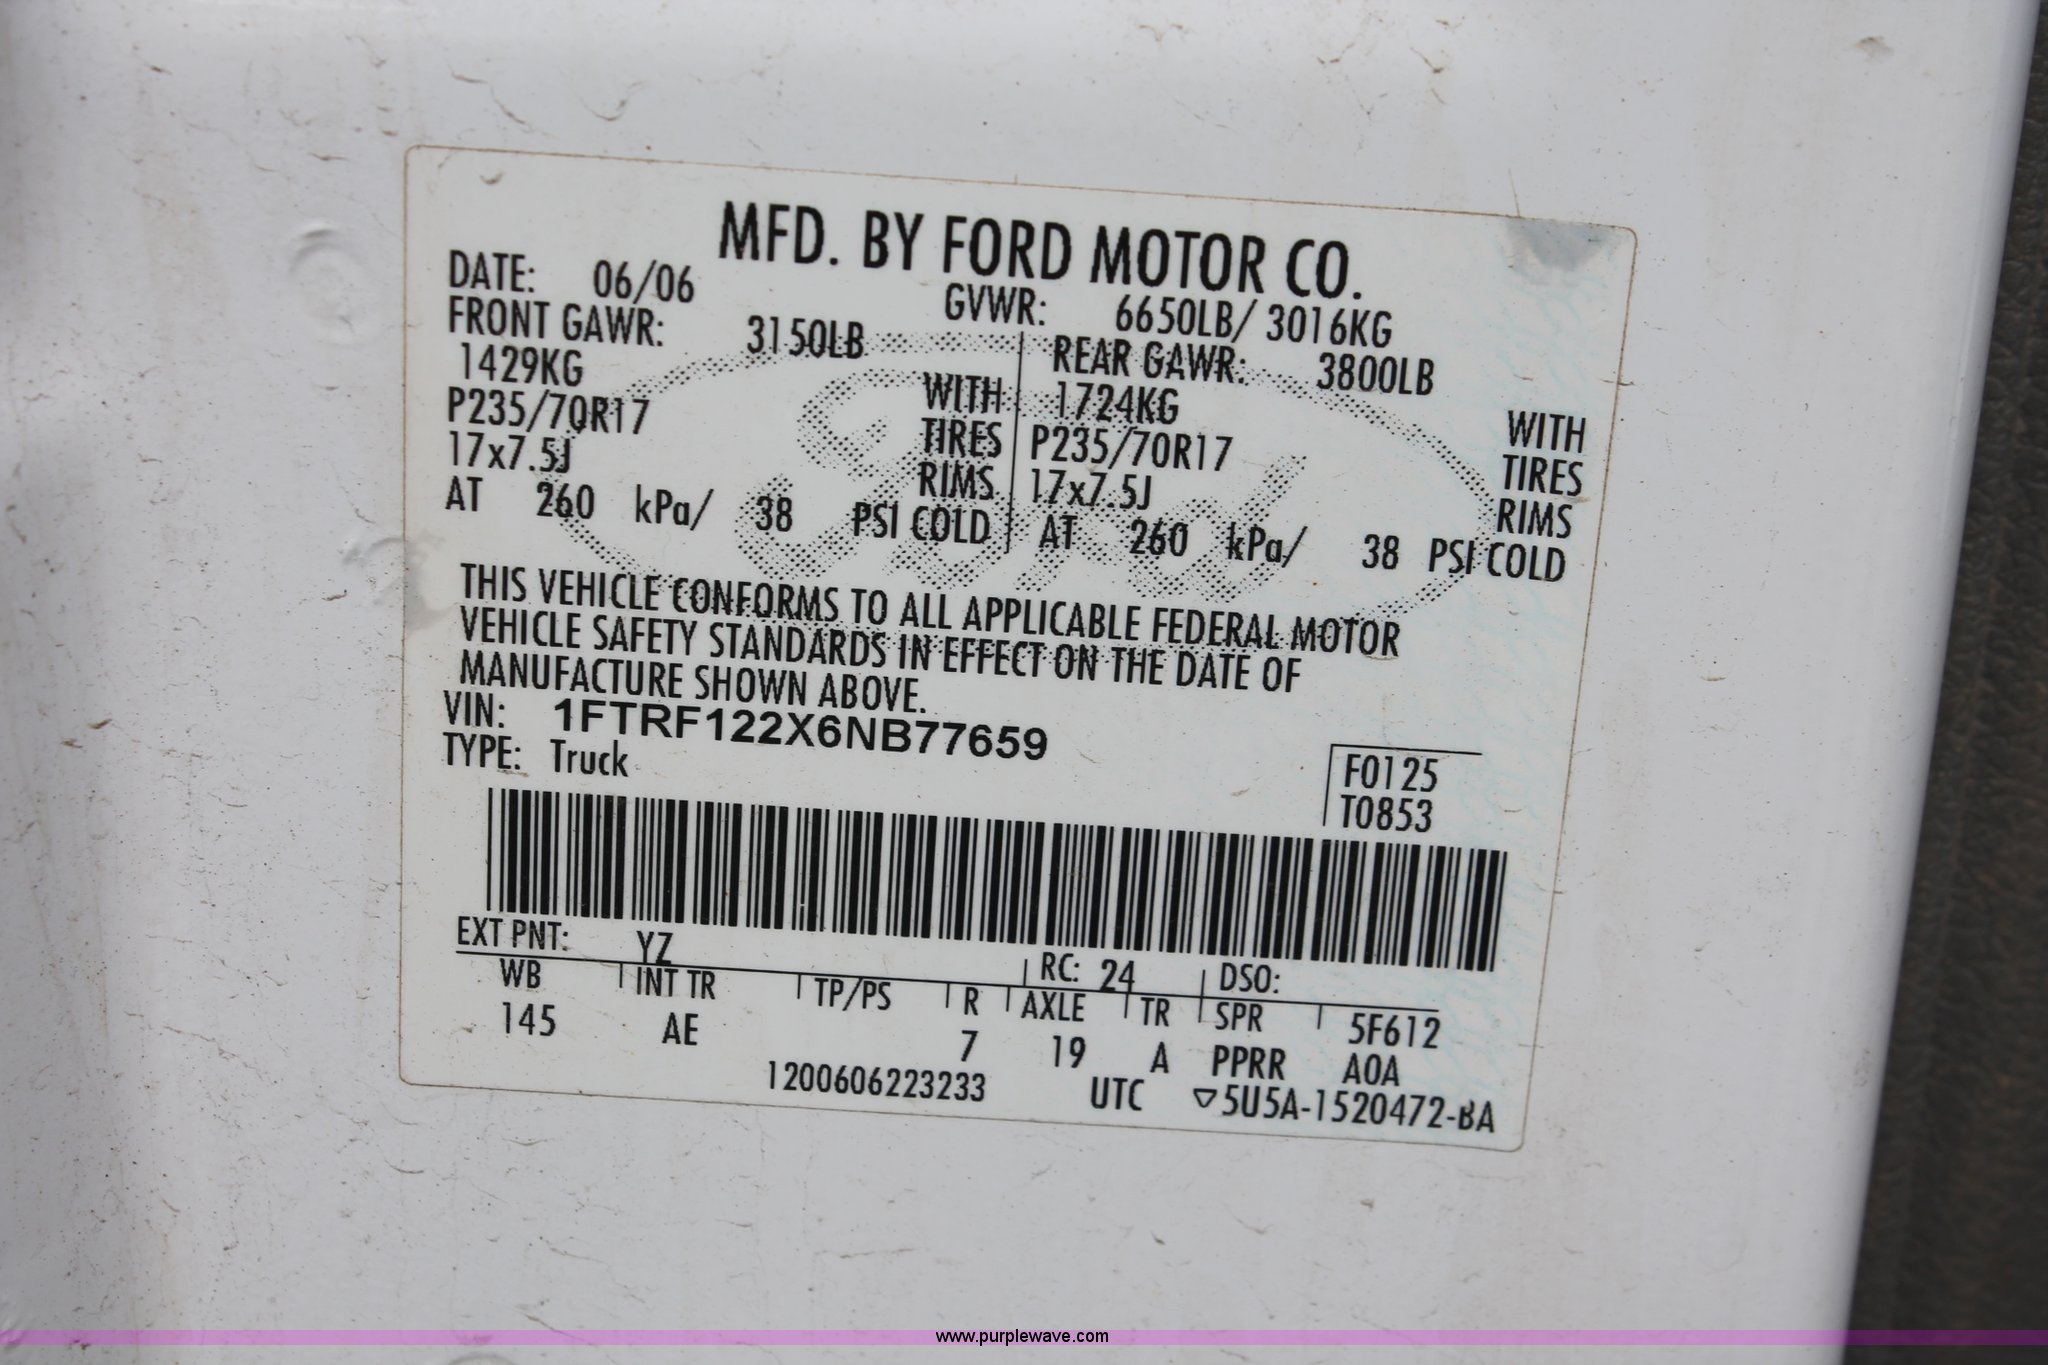 MFD. BY FORD MOTOR CO.
DATE: 06/06 GVWR: 6650LB/ 3016KG
FRONT GAWR: 3150LB REAR GAWR: 3800LB
1429KG WITH 1724KG WITH
P235/70R17 TIRES P235/70R17 TIRES
17x7.5J RIMS 17x7.5J RIMS
AT 260 kPa/ 38 PSI COLD AT 260 kPa/ 38 PSI COLD
Ford
THIS VEHICLE CONFORMS TO ALL APPLICABLE FEDERAL MOTOR
VEHICLE SAFETY STANDARDS IN EFFECT ON THE DATE OF
MANUFACTURE SHOWN ABOVE.
VIN: 1FTRF122X6NB77659
TYPE: Truck
F0125
T0853
EXT PNT: YZ RC: 24 DSO:
WB INT TR TP/PS R AXLE TR SPR 5F612
145 AE 7 19 A PPRR A0A
1200606223233 UTC ▽5U5A-1520472-BA
www.purplewave.com